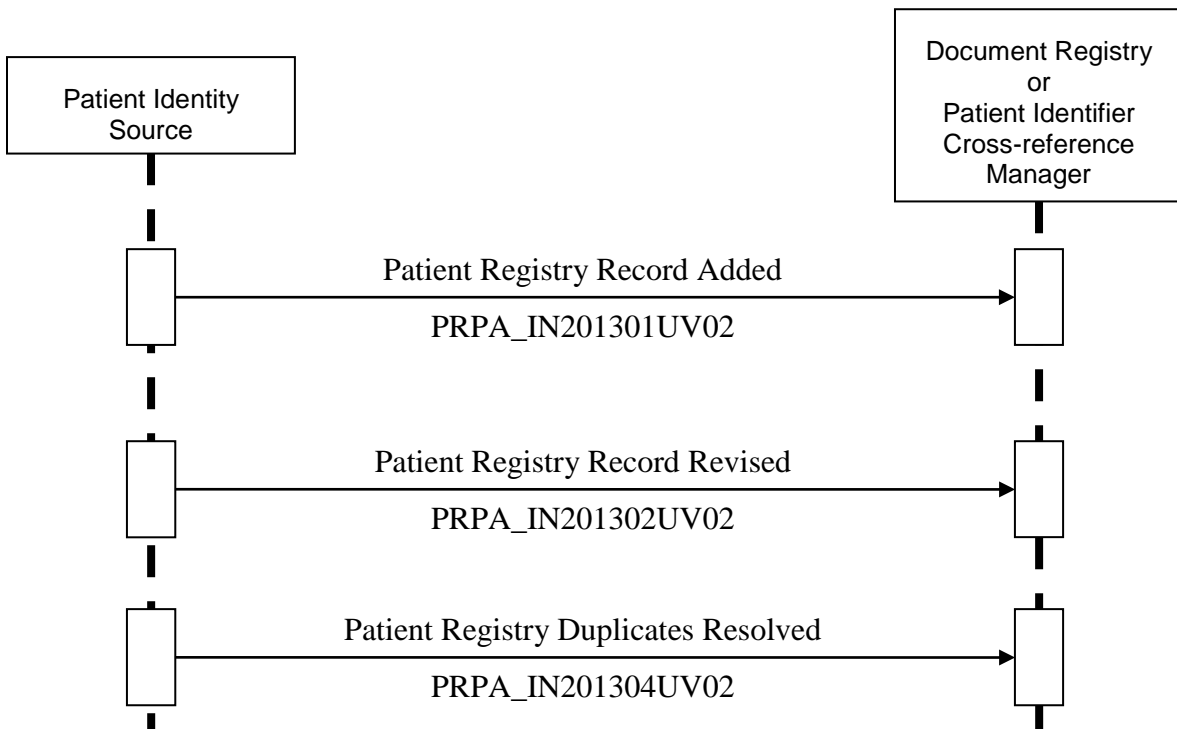 Patient Identity
Source
Document Registry
or
Patient Identifier
Cross-reference
Manager
Patient Registry Record Added
PRPA_IN201301UV02
Patient Registry Record Revised
PRPA_IN201302UV02
Patient Registry Duplicates Resolved
PRPA_IN201304UV02